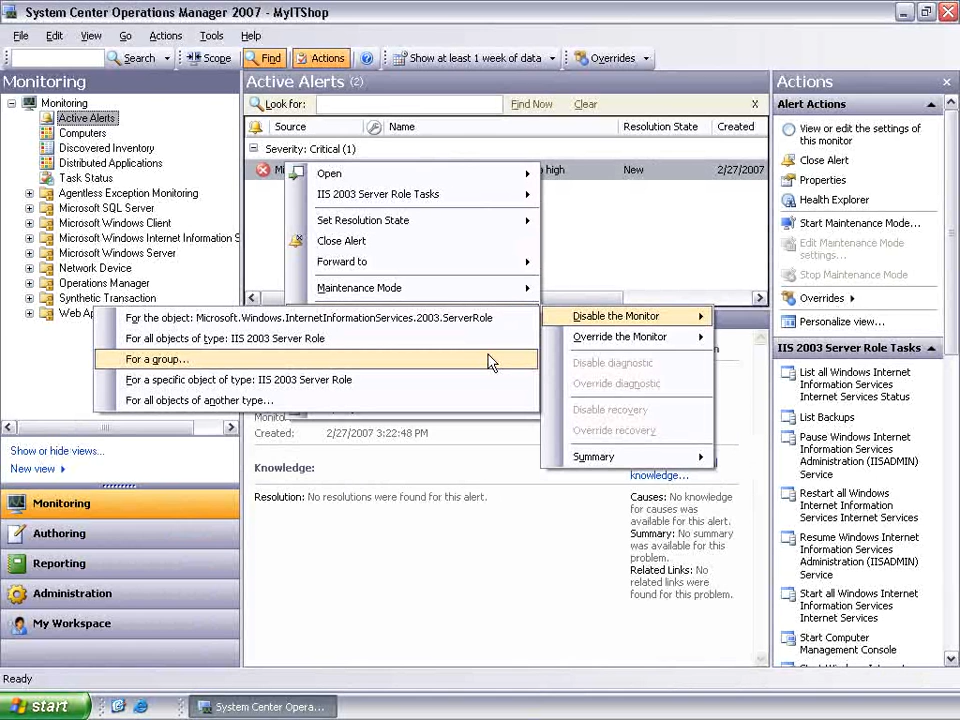 System Center Operations Manager 2007 - MyITShop
File Edit View Go Actions Tools Help
Search Scope Find Actions Show at least 1 week of data Overrides
Monitoring
Monitoring
Active Alerts
Computers
Discovered Inventory
Distributed Applications
Task Status
Agentless Exception Monitoring
Microsoft SQL Server
Microsoft Windows Client
Microsoft Windows Internet Information S
Microsoft Windows Server
Network Device
Operations Manager
Synthetic Transaction
Web Ap
Show or hide views...
New view
Monitoring
Authoring
Reporting
Administration
My Workspace
Active Alerts (2)
Look for: Find Now Clear X
Source Name Resolution State Created
Severity: Critical (1)
Mi high New 2/27/2007
Open
IIS 2003 Server Role Tasks
Set Resolution State
Close Alert
Forward to
Maintenance Mode
For the object: Microsoft.Windows.InternetInformationServices.2003.ServerRole
For all objects of type: IIS 2003 Server Role
For a group...
For a specific object of type: IIS 2003 Server Role
For all objects of another type...
Disable the Monitor
Override the Monitor
Disable diagnostic
Override diagnostic
Disable recovery
Override recovery
Summary
Monito
Created: 2/27/2007 3:22:48 PM
knowledge...
Knowledge:
Resolution: No resolutions were found for this alert.
Causes: No knowledge
for causes was
available for this alert.
Summary: No summary
was available for this
problem.
Related Links: No
related links were
found for this problem.
Actions
Alert Actions
View or edit the settings of
this monitor
Close Alert
Properties
Health Explorer
Start Maintenance Mode...
Edit Maintenance Mode
settings...
Stop Maintenance Mode
Overrides
Personalize view...
IIS 2003 Server Role Tasks
List all Windows Internet
Information Services
Internet Services Status
List Backups
Pause Windows Internet
Information Services
Administration (IISADMIN)
Service
Restart all Windows
Internet Information
Services Internet Services
Resume Windows Internet
Information Services
Administration (IISADMIN)
Service
Start all Windows Internet
Information Services
Internet Services
Start Computer
Management Console
Ready
start System Center Opera...